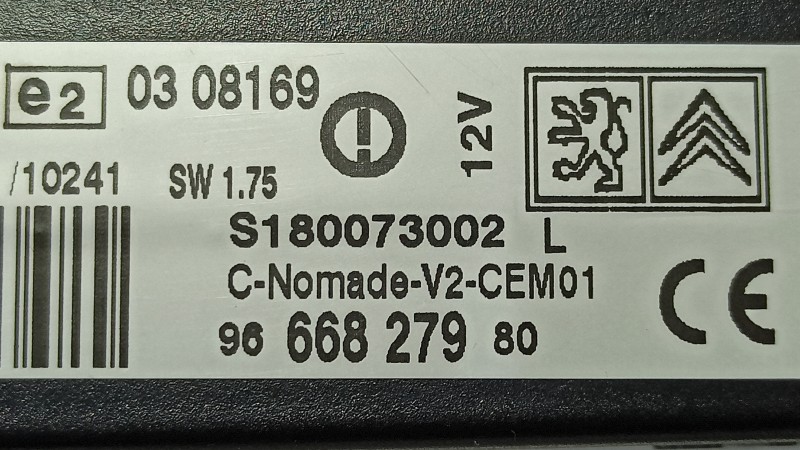 e2 03 08169
12V
/10241 SW 1.75
S180073002 L
C-Nomade-V2-CEM01
96 668 279 80
CE